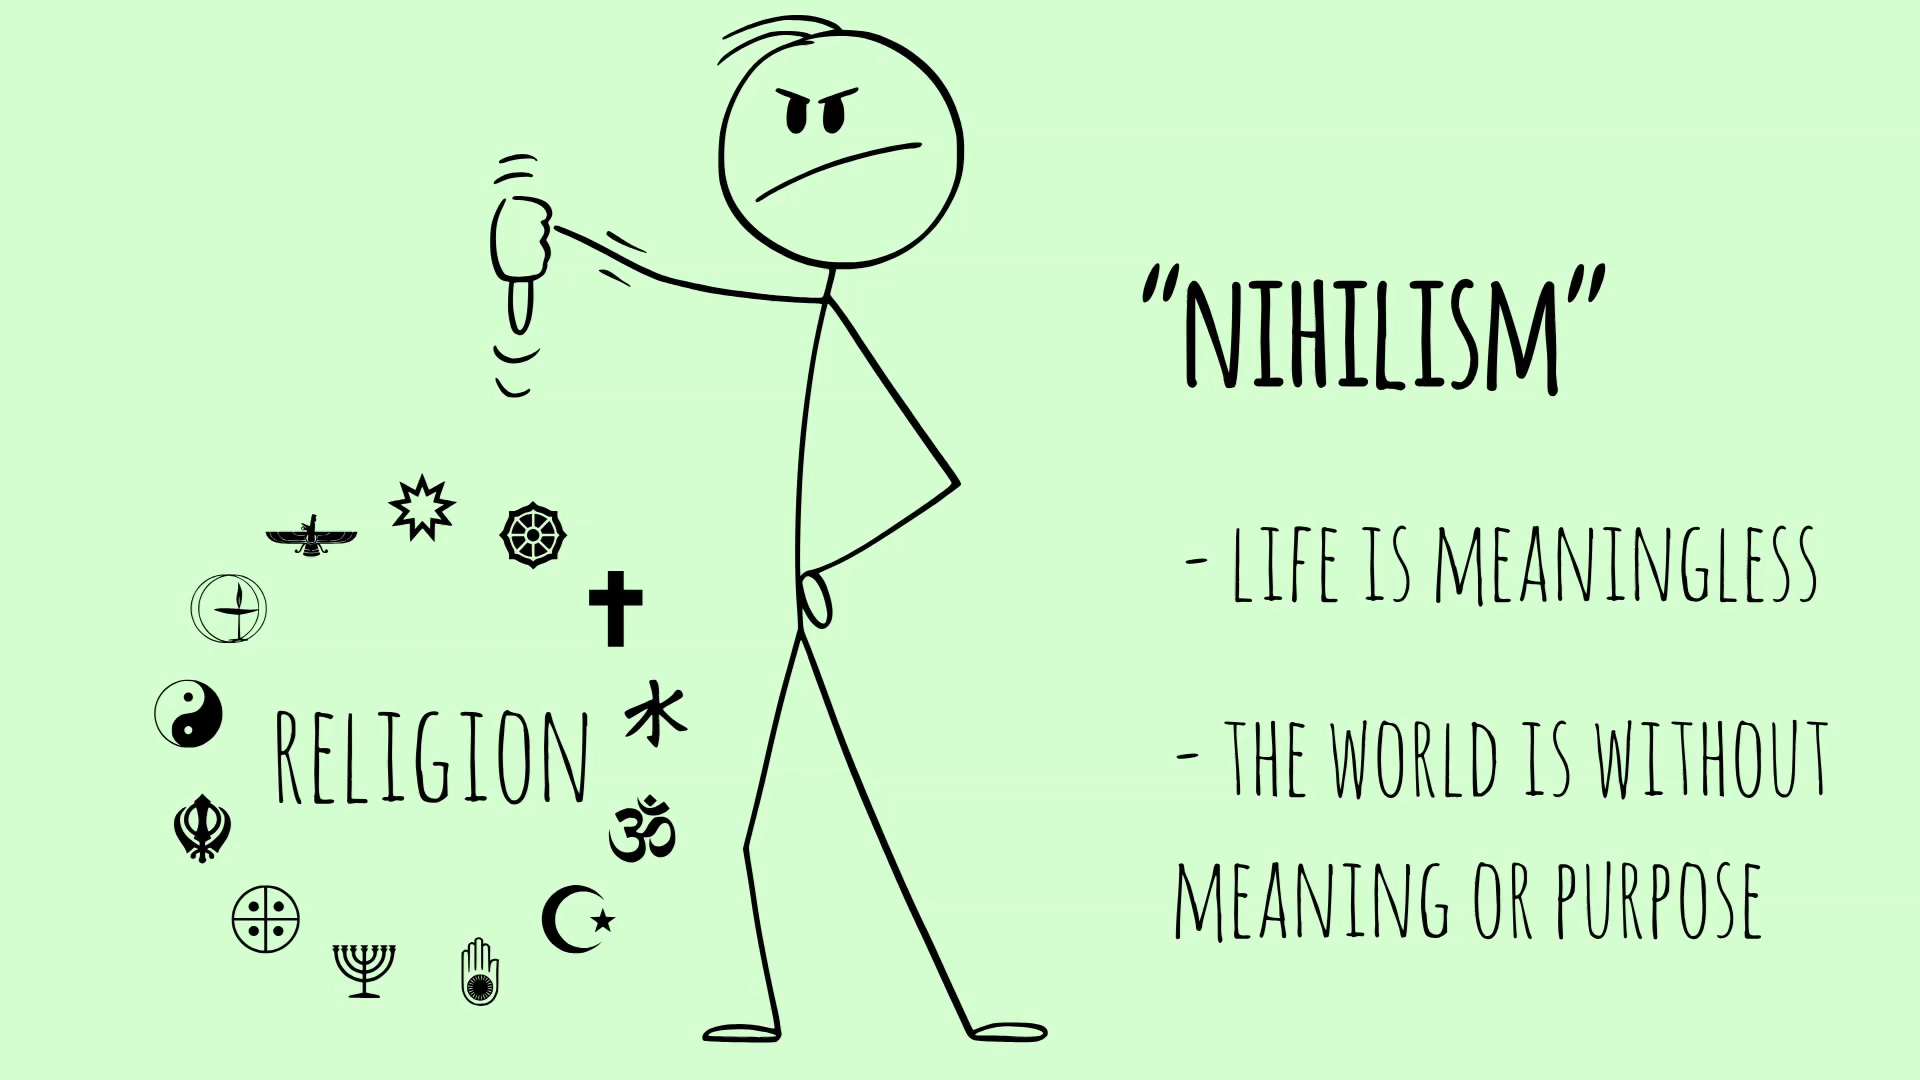 “NIHILISM”
- LIFE IS MEANINGLESS
- THE WORLD IS WITHOUT
MEANING OR PURPOSE
RELIGION